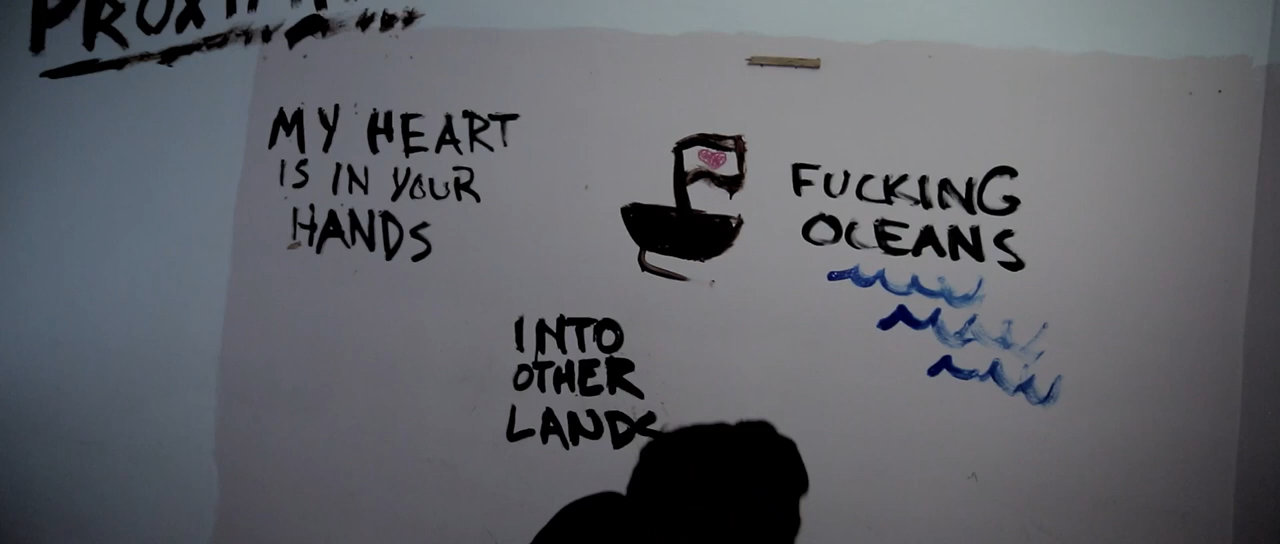 MY HEART
IS IN YOUR
HANDS
FUCKING
OCEANS
INTO
OTHER
LANDS